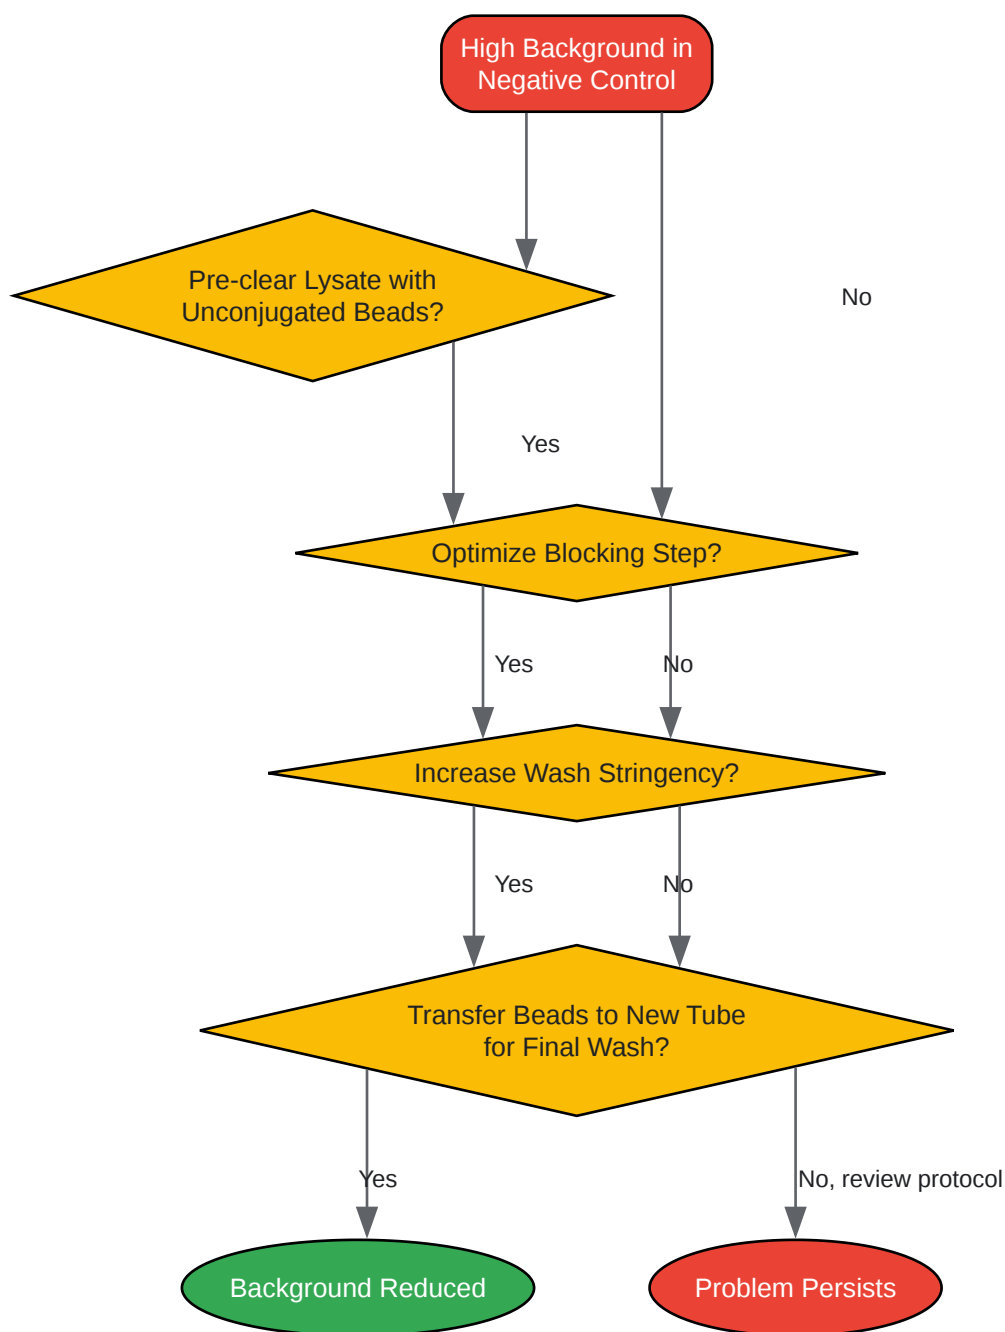 High Background in
Negative Control
Pre-clear Lysate with
Unconjugated Beads?
No
Yes
Optimize Blocking Step?
Yes
No
Increase Wash Stringency?
Yes
No
Transfer Beads to New Tube
for Final Wash?
Yes
No, review protocol
Background Reduced
Problem Persists